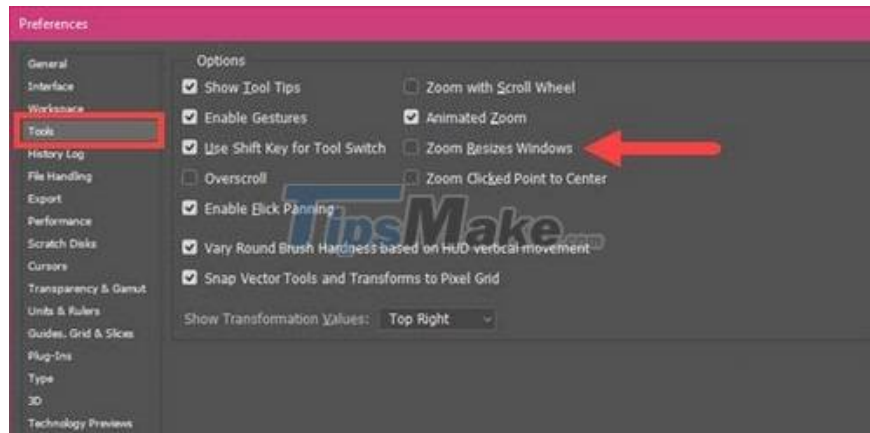 Preferences
General
Interface
Workspace
Tools
History Log
File Handling
Export
Performance
Scratch Disks
Cursors
Transparency & Gamut
Units & Rulers
Guides, Grid & Slices
Plug-Ins
Type
3D
Technology Previews
Options
Show Tool Tips
Zoom with Scroll Wheel
Enable Gestures
Animated Zoom
Use Shift Key for Tool Switch
Zoom Resizes Windows
Overscroll
Zoom Clicked Point to Center
Enable Flick Panning
TipsMake.com
Vary Round Brush Hardness based on HUD vertical movement
Snap Vector Tools and Transforms to Pixel Grid
Show Transformation Values: Top Right